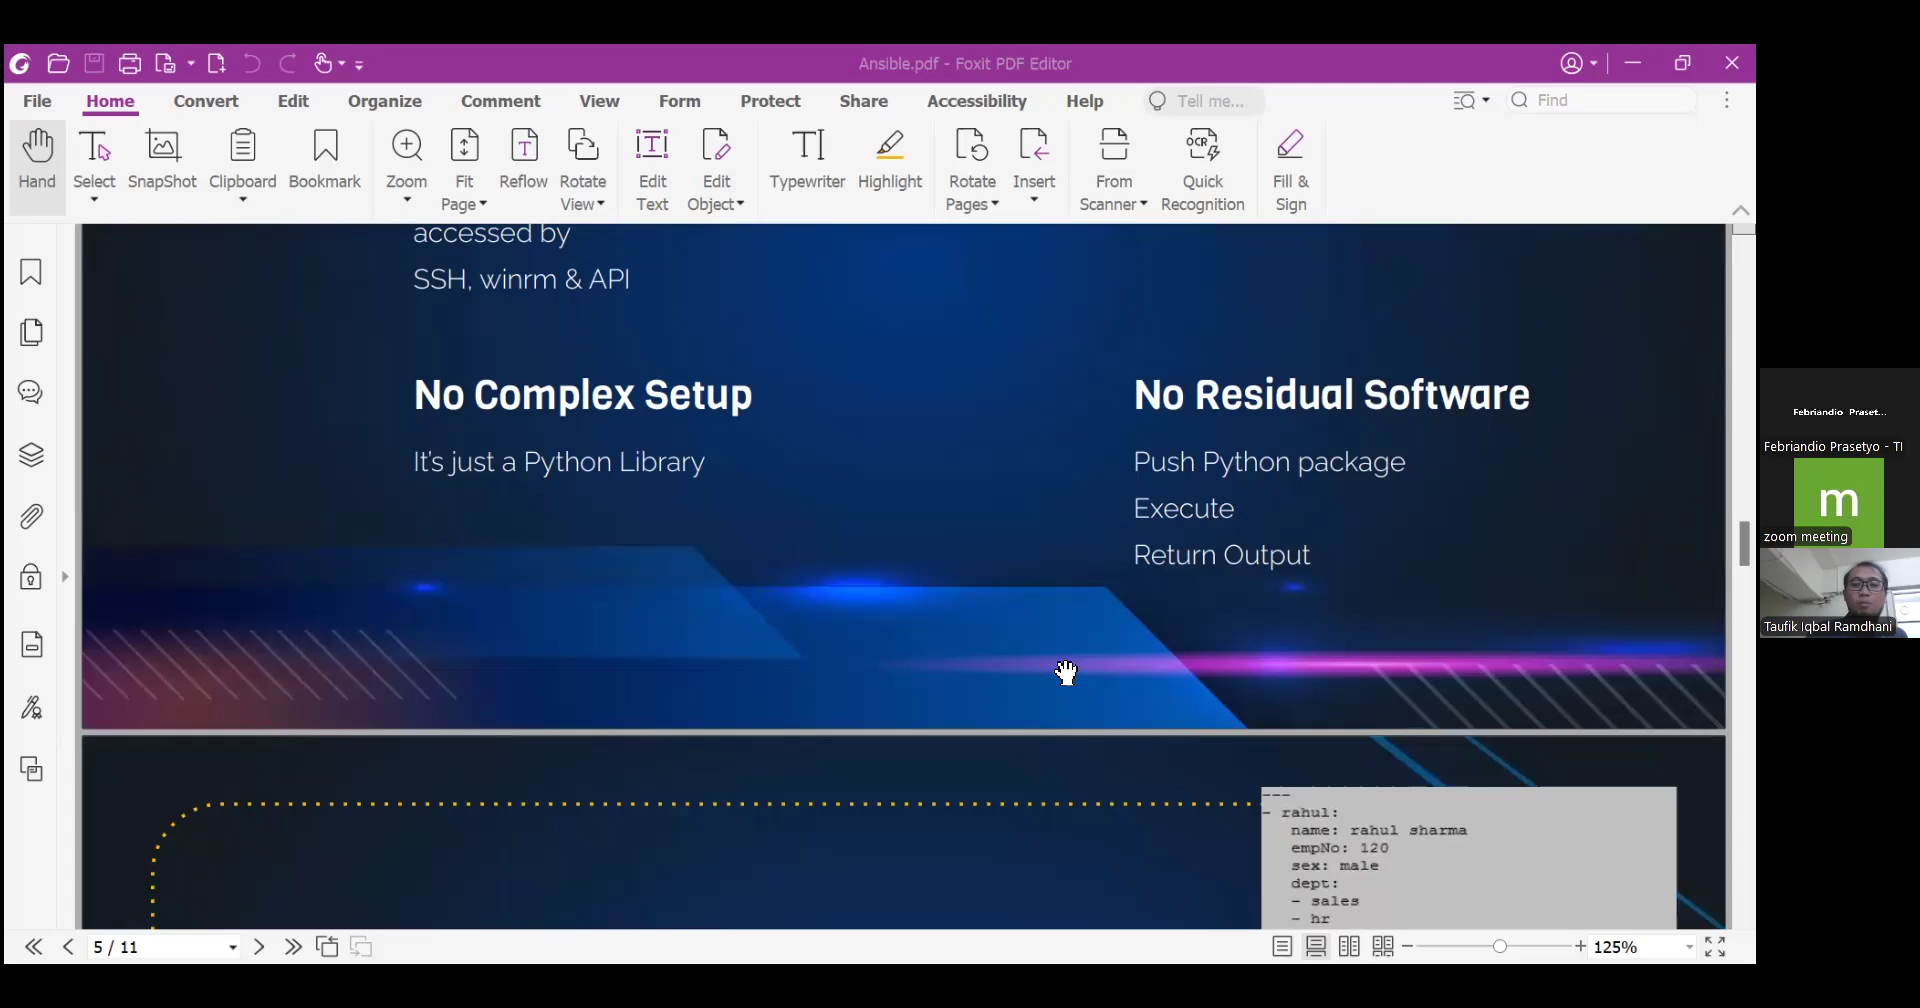 Ansible.pdf - Foxit PDF Editor
File Home Convert Edit Organize Comment View Form Protect Share Accessibility Help Tell me... Find
Hand Select SnapShot Clipboard Bookmark Zoom Fit Page Reflow Rotate View Edit Text Edit Object Typewriter Highlight Rotate Pages Insert From Scanner OCR Quick Recognition Fill & Sign
accessed by
SSH, winrm & API
No Complex Setup
It's just a Python Library
No Residual Software
Push Python package
Execute
Return Output
---
- rahul:
name: rahul sharma
empNo: 120
sex: male
dept:
- sales
- hr
5 / 11
125%
Febriandio Praset...
Febriandio Prasetyo - TI
m
zoom meeting
Taufik Iqbal Ramdhani